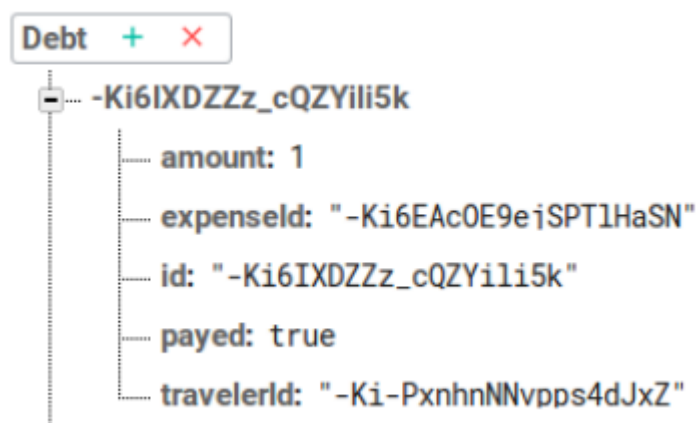 Debt + ×
-Ki6IXDZZz_cQZYili5k
amount: 1
expenseId: "-Ki6EAcOE9ejSPTlHaSN"
id: "-Ki6IXDZZz_cQZYili5k"
payed: true
travelerId: "-Ki-PxnhnNNvpps4dJxZ"